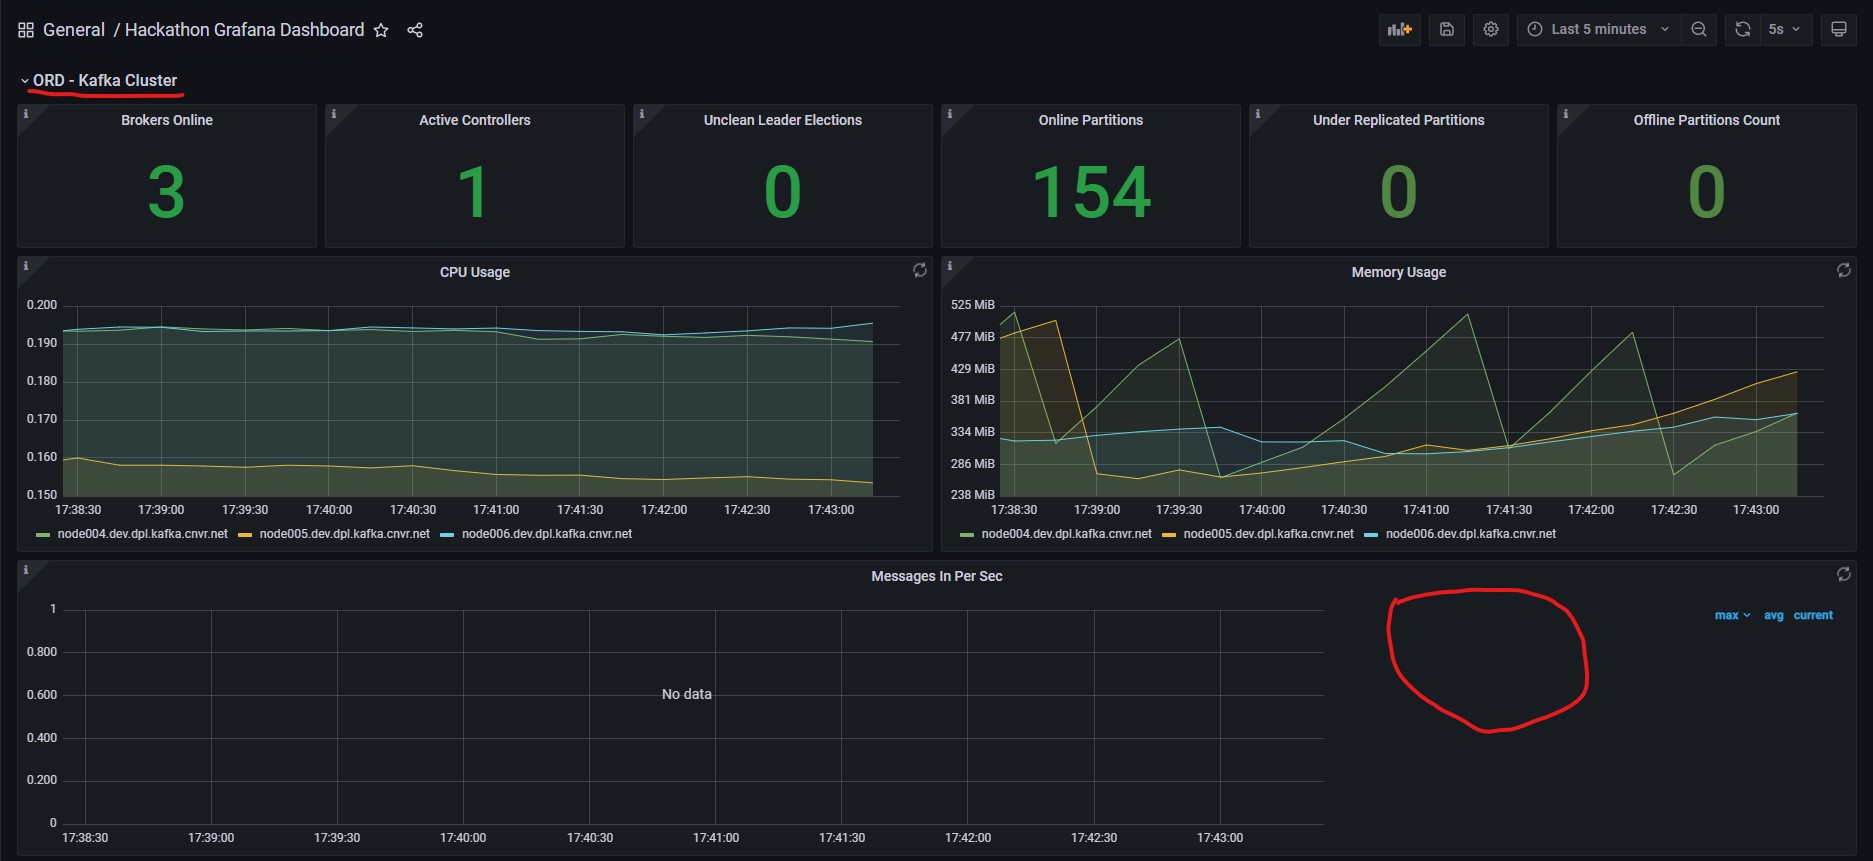 General / Hackathon Grafana Dashboard
Last 5 minutes
5s
ORD - Kafka Cluster
Brokers Online
3
Active Controllers
1
Unclean Leader Elections
0
Online Partitions
154
Under Replicated Partitions
0
Offline Partitions Count
0
CPU Usage
0.200
0.190
0.180
0.170
0.160
0.150
17:38:30 17:39:00 17:39:30 17:40:00 17:40:30 17:41:00 17:41:30 17:42:00 17:42:30 17:43:00
node004.dev.dpl.kafka.cnvr.net node005.dev.dpl.kafka.cnvr.net node006.dev.dpl.kafka.cnvr.net
Memory Usage
525 MiB
477 MiB
429 MiB
381 MiB
334 MiB
286 MiB
238 MiB
17:38:30 17:39:00 17:39:30 17:40:00 17:40:30 17:41:00 17:41:30 17:42:00 17:42:30 17:43:00
node004.dev.dpl.kafka.cnvr.net node005.dev.dpl.kafka.cnvr.net node006.dev.dpl.kafka.cnvr.net
Messages In Per Sec
1
0.800
0.600
0.400
0.200
0
No data
17:38:30 17:39:00 17:39:30 17:40:00 17:40:30 17:41:00 17:41:30 17:42:00 17:42:30 17:43:00
max avg current